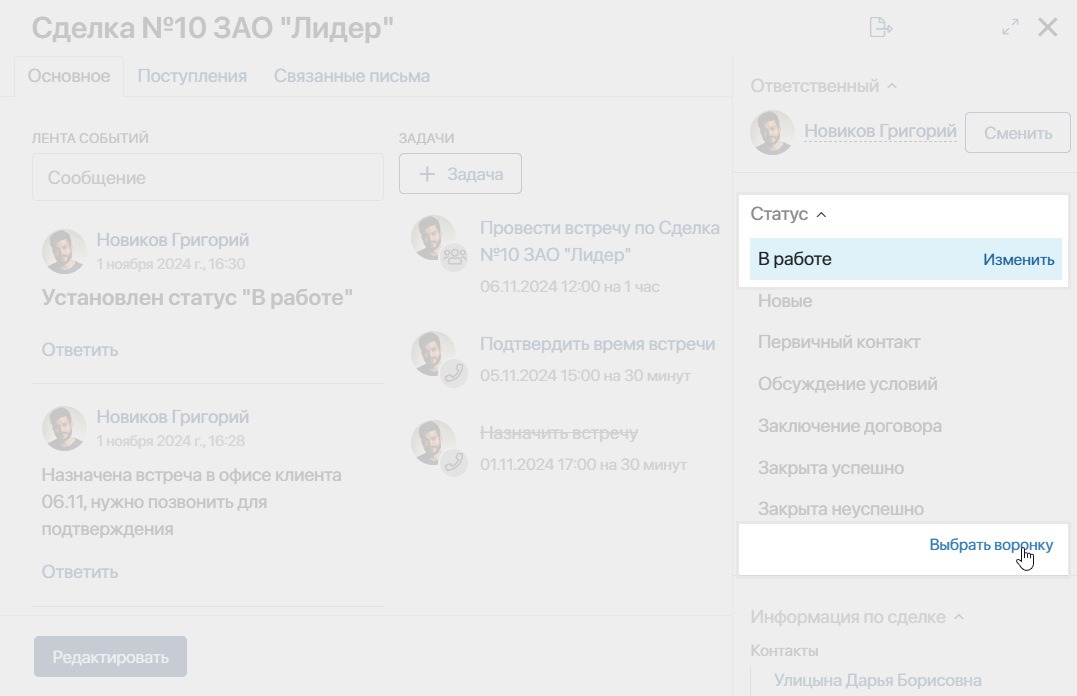 Сделка №10 ЗАО "Лидер"
Основное
Поступления
Связанные письма
ЛЕНТА СОБЫТИЙ
Сообщение
Новиков Григорий
1 ноября 2024 г., 16:30
Установлен статус "В работе"
Ответить
Новиков Григорий
1 ноября 2024 г., 16:28
Назначена встреча в офисе клиента
06.11, нужно позвонить для
подтверждения
Ответить
Редактировать
ЗАДАЧИ
+ Задача
Провести встречу по Сделка
№10 ЗАО "Лидер"
06.11.2024 12:00 на 1 час
Подтвердить время встречи
05.11.2024 15:00 на 30 минут
Назначить встречу
01.11.2024 17:00 на 30 минут
Ответственный
Новиков Григорий
Сменить
Статус
В работе
Изменить
Новые
Первичный контакт
Обсуждение условий
Заключение договора
Закрыта успешно
Закрыта неуспешно
Выбрать воронку
Информация по сделке
Контакты
Улицына Дарья Борисовна